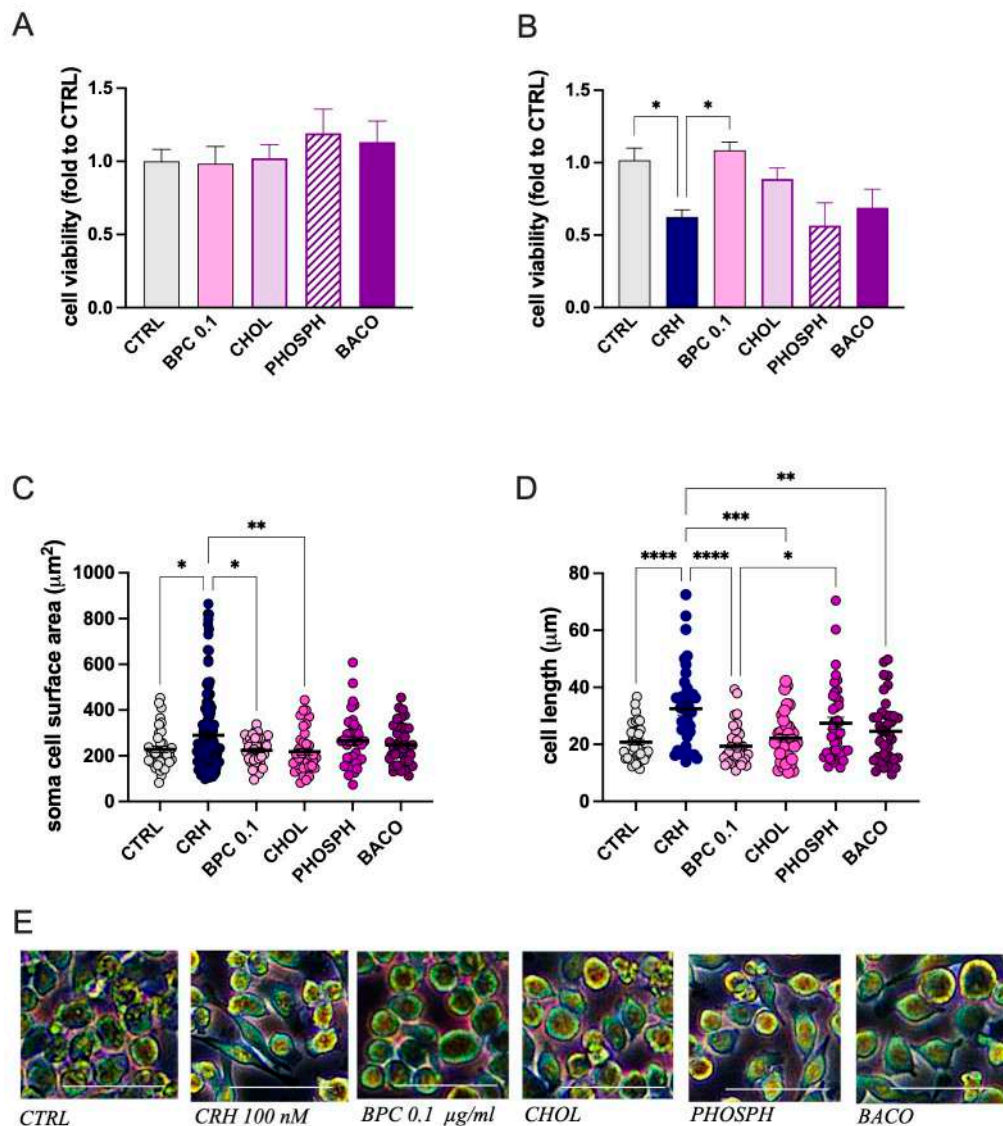 A
cell viability (fold to CTRL)
1.5
1.0
0.5
0.0
CTRL
BPC 0.1
CHOL
PHOSPH
BACO
B
cell viability (fold to CTRL)
1.5
1.0
0.5
0.0
*
*
CTRL
CRH
BPC 0.1
CHOL
PHOSPH
BACO
C
soma cell surface area (μm²)
1000
800
600
400
200
0
*
*
**
CTRL
CRH
BPC 0.1
CHOL
PHOSPH
BACO
D
cell length (μm)
80
60
40
20
0
**
***
****
****
*
CTRL
CRH
BPC 0.1
CHOL
PHOSPH
BACO
E
CTRL
CRH 100 nM
BPC 0.1 μg/ml
CHOL
PHOSPH
BACO